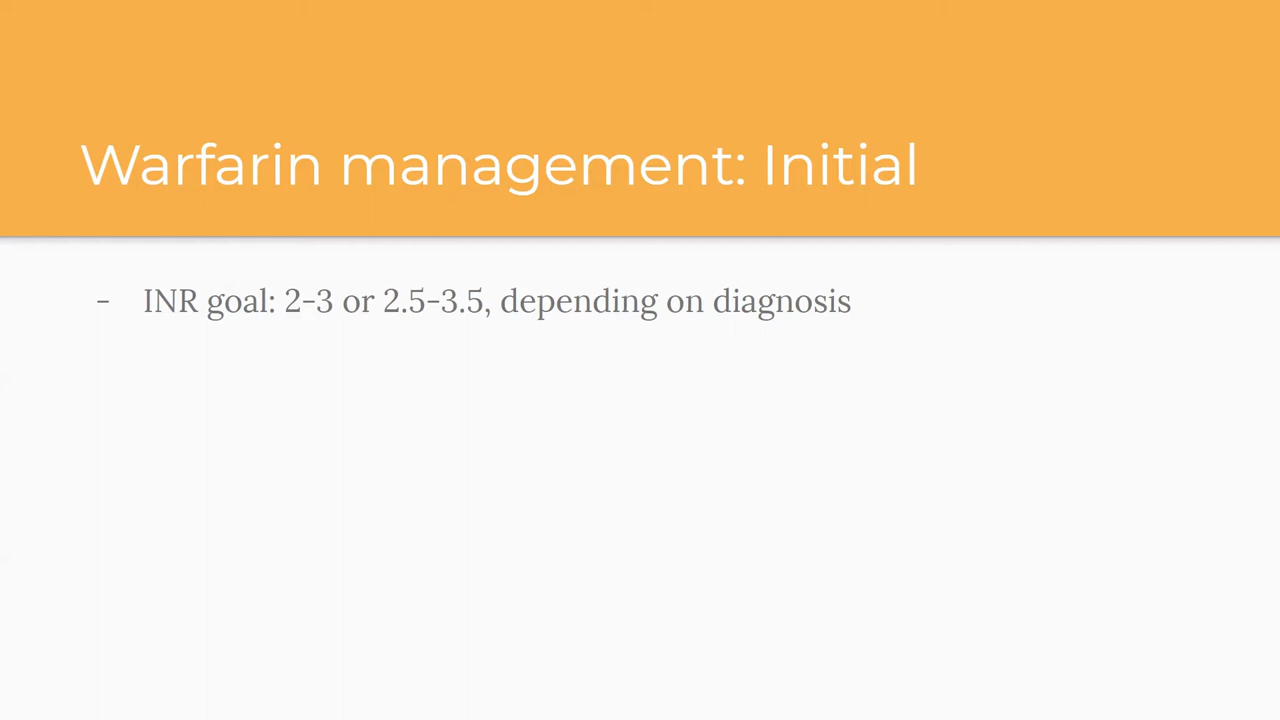 Warfarin management: Initial
- INR goal: 2-3 or 2.5-3.5, depending on diagnosis